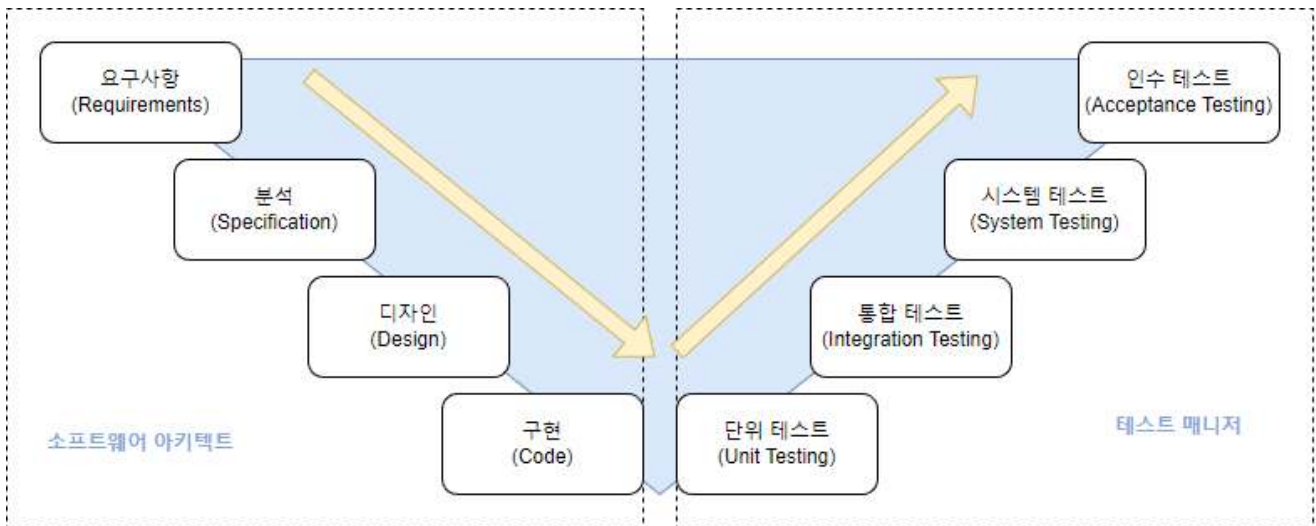 요구사항
(Requirements)
분석
(Specification)
디자인
(Design)
구현
(Code)
소프트웨어 아키텍트
인수 테스트
(Acceptance Testing)
시스템 테스트
(System Testing)
통합 테스트
(Integration Testing)
단위 테스트
(Unit Testing)
테스트 매니저